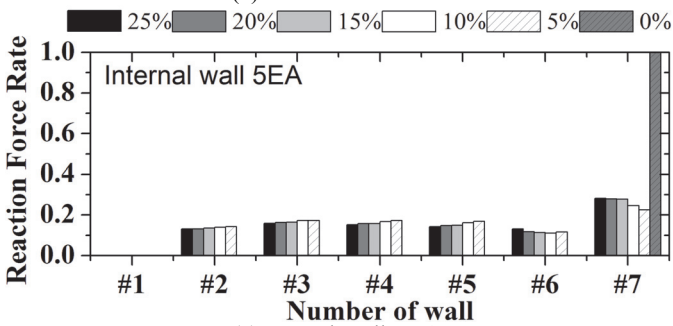 25% 20% 15% 10% 5% 0%
Internal wall 5EA
Reaction Force Rate
1.0
0.8
0.6
0.4
0.2
0.0
#1 #2 #3 #4 #5 #6 #7
Number of wall